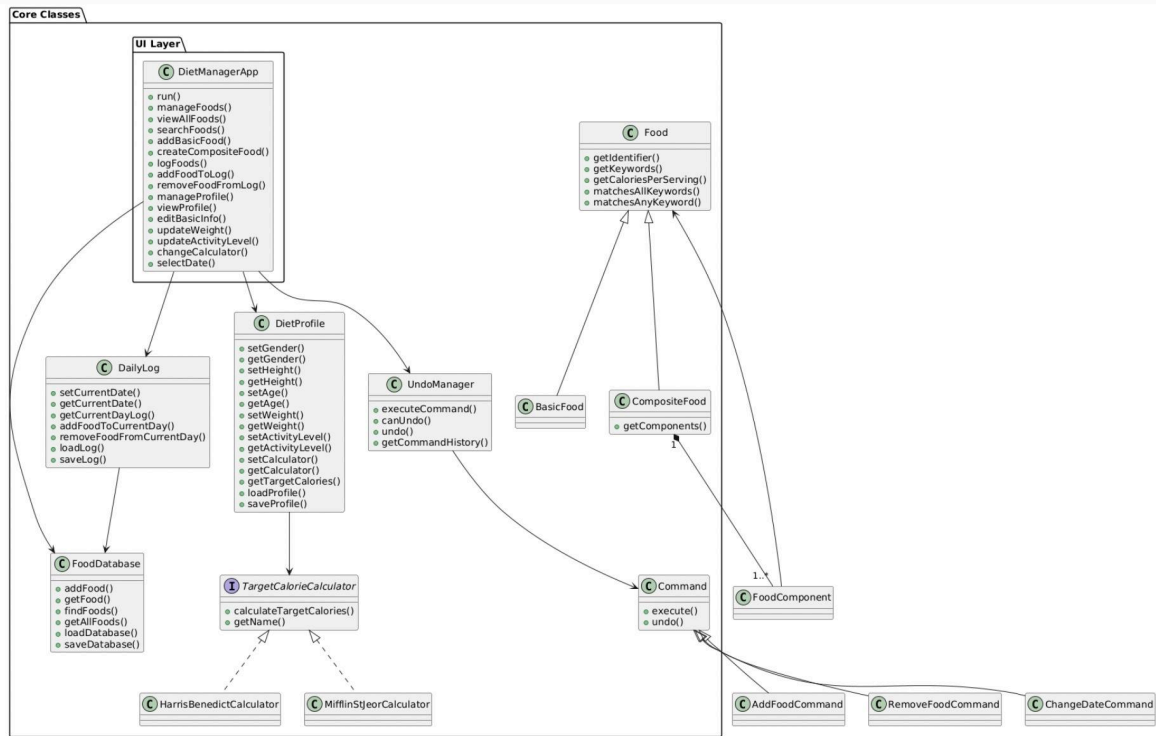 Core Classes
UI Layer
C DietManagerApp
run()
manageFoods()
viewAllFoods()
searchFoods()
addBasicFood()
createCompositeFood()
logFoods()
addFoodToLog()
removeFoodFromLog()
manageProfile()
viewProfile()
editBasicInfo()
updateWeight()
updateActivityLevel()
changeCalculator()
selectDate()
C Food
getIdentifier()
getKeywords()
getCaloriesPerServing()
matchesAllKeywords()
matchesAnyKeyword()
C DietProfile
setGender()
getGender()
setHeight()
getHeight()
setAge()
getAge()
setWeight()
getWeight()
setActivityLevel()
getActivityLevel()
setCalculator()
getCalculator()
getTargetCalories()
loadProfile()
saveProfile()
C DailyLog
setCurrentDate()
getCurrentDate()
getCurrentDayLog()
addFoodToCurrentDay()
removeFoodFromCurrentDay()
loadLog()
saveLog()
C UndoManager
executeCommand()
canUndo()
undo()
getCommandHistory()
C BasicFood
C CompositeFood
getComponents()
1
1..*
C FoodDatabase
addFood()
getFood()
findFoods()
getAllFoods()
loadDatabase()
saveDatabase()
I TargetCalorieCalculator
calculateTargetCalories()
getName()
C Command
execute()
undo()
C FoodComponent
C HarrisBenedictCalculator
C MifflinStJeorCalculator
C AddFoodCommand
C RemoveFoodCommand
C ChangeDateCommand